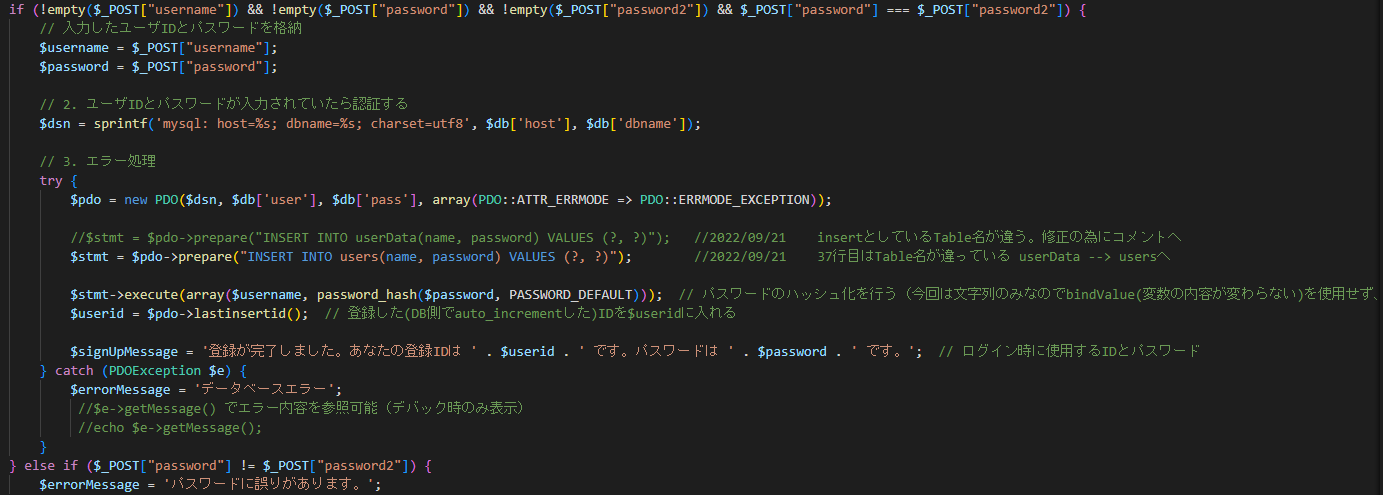 if (!empty($_POST["username"]) && !empty($_POST["password"]) && !empty($_POST["password2"]) && $_POST["password"] === $_POST["password2"]) {
    // 入力したユーザIDとパスワードを格納
    $username = $_POST["username"];
    $password = $_POST["password"];

    // 2. ユーザIDとパスワードが入力されていたら認証する
    $dsn = sprintf('mysql: host=%s; dbname=%s; charset=utf8', $db['host'], $db['dbname']);

    // 3. エラー処理
    try {
        $pdo = new PDO($dsn, $db['user'], $db['pass'], array(PDO::ATTR_ERRMODE => PDO::ERRMODE_EXCEPTION));

        //$stmt = $pdo->prepare("INSERT INTO userData(name, password) VALUES (?, ?)");   //2022/09/21    insertとしているTable名が違う。修正の為にコメントへ
        $stmt = $pdo->prepare("INSERT INTO users(name, password) VALUES (?, ?)");        //2022/09/21    37行目はTable名が違っている userData --> usersへ

        $stmt->execute(array($username, password_hash($password, PASSWORD_DEFAULT)));  // パスワードのハッシュ化を行う（今回は文字列のみなのでbindValue(変数の内容が変わらない)を使用せず、
        $userid = $pdo->lastinsertid();  // 登録した(DB側でauto_incrementした)IDを$useridに入れる

        $signUpMessage = '登録が完了しました。あなたの登録IDは ' . $userid . ' です。パスワードは ' . $password . ' です。';  // ログイン時に使用するIDとパスワード
    } catch (PDOException $e) {
        $errorMessage = 'データベースエラー';
         //$e->getMessage() でエラー内容を参照可能（デバック時のみ表示）
         //echo $e->getMessage();
    }
} else if ($_POST["password"] != $_POST["password2"]) {
    $errorMessage = 'パスワードに誤りがあります。';